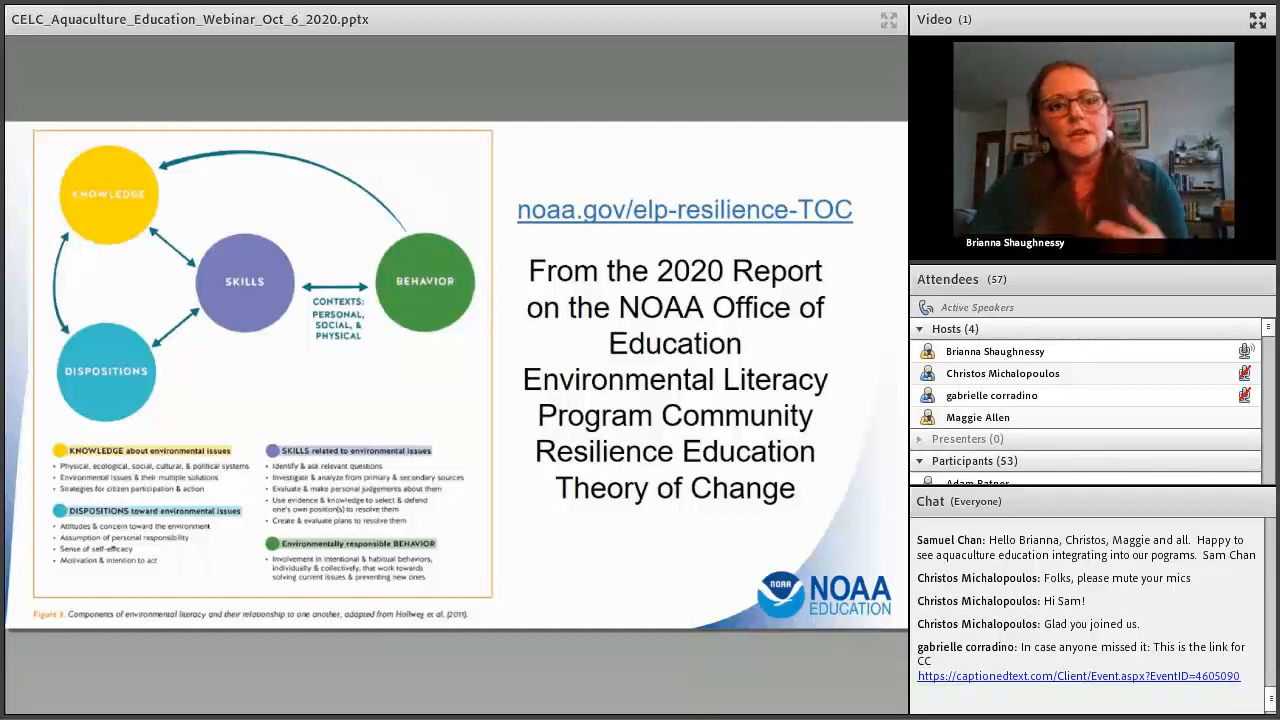 CELC_Aquaculture_Education_Webinar_Oct_6_2020.pptx
KNOWLEDGE
SKILLS
BEHAVIOR
CONTEXTS:
PERSONAL,
SOCIAL, &
PHYSICAL
DISPOSITIONS
KNOWLEDGE about environmental issues
• Physical, ecological, social, cultural, & political systems
• Environmental issues & their multiple solutions
• Strategies for citizen participation & action
DISPOSITIONS toward environmental issues
• Attitudes & concern toward the environment
• Assumption of personal responsibility
• Sense of self-efficacy
• Motivation & intention to act
SKILLS related to environmental issues
• Identify & ask relevant questions
• Investigate & analyze from primary & secondary sources
• Evaluate & make personal judgements about them
• Use evidence & knowledge to select & defend
one's own position(s) to resolve them
• Create & evaluate plans to resolve them
Environmentally responsible BEHAVIOR
• Involvement in intentional & habitual behaviors,
individually & collectively, that work towards
solving current issues & preventing new ones
Figure 3. Components of environmental literacy and their relationship to one another, adapted from Hollweg et al. (2011).
noaa.gov/elp-resilience-TOC
From the 2020 Report
on the NOAA Office of
Education
Environmental Literacy
Program Community
Resilience Education
Theory of Change
NOAA
NOAA
EDUCATION
Video (1)
Brianna Shaughnessy
Attendees (57)
Active Speakers
Hosts (4)
Brianna Shaughnessy
Christos Michalopoulos
gabrielle corradino
Maggie Allen
Presenters (0)
Participants (53)
Adam Ratner
Chat (Everyone)
Samuel Chan: Hello Brianna, Christos, Maggie and all. Happy to
see aquaculture education integrating into our pograms. Sam Chan
Christos Michalopoulos: Folks, please mute your mics
Christos Michalopoulos: Hi Sam!
Christos Michalopoulos: Glad you joined us.
gabrielle corradino: In case anyone missed it: This is the link for
CC
https://captionedtext.com/Client/Event.aspx?EventID=4605090